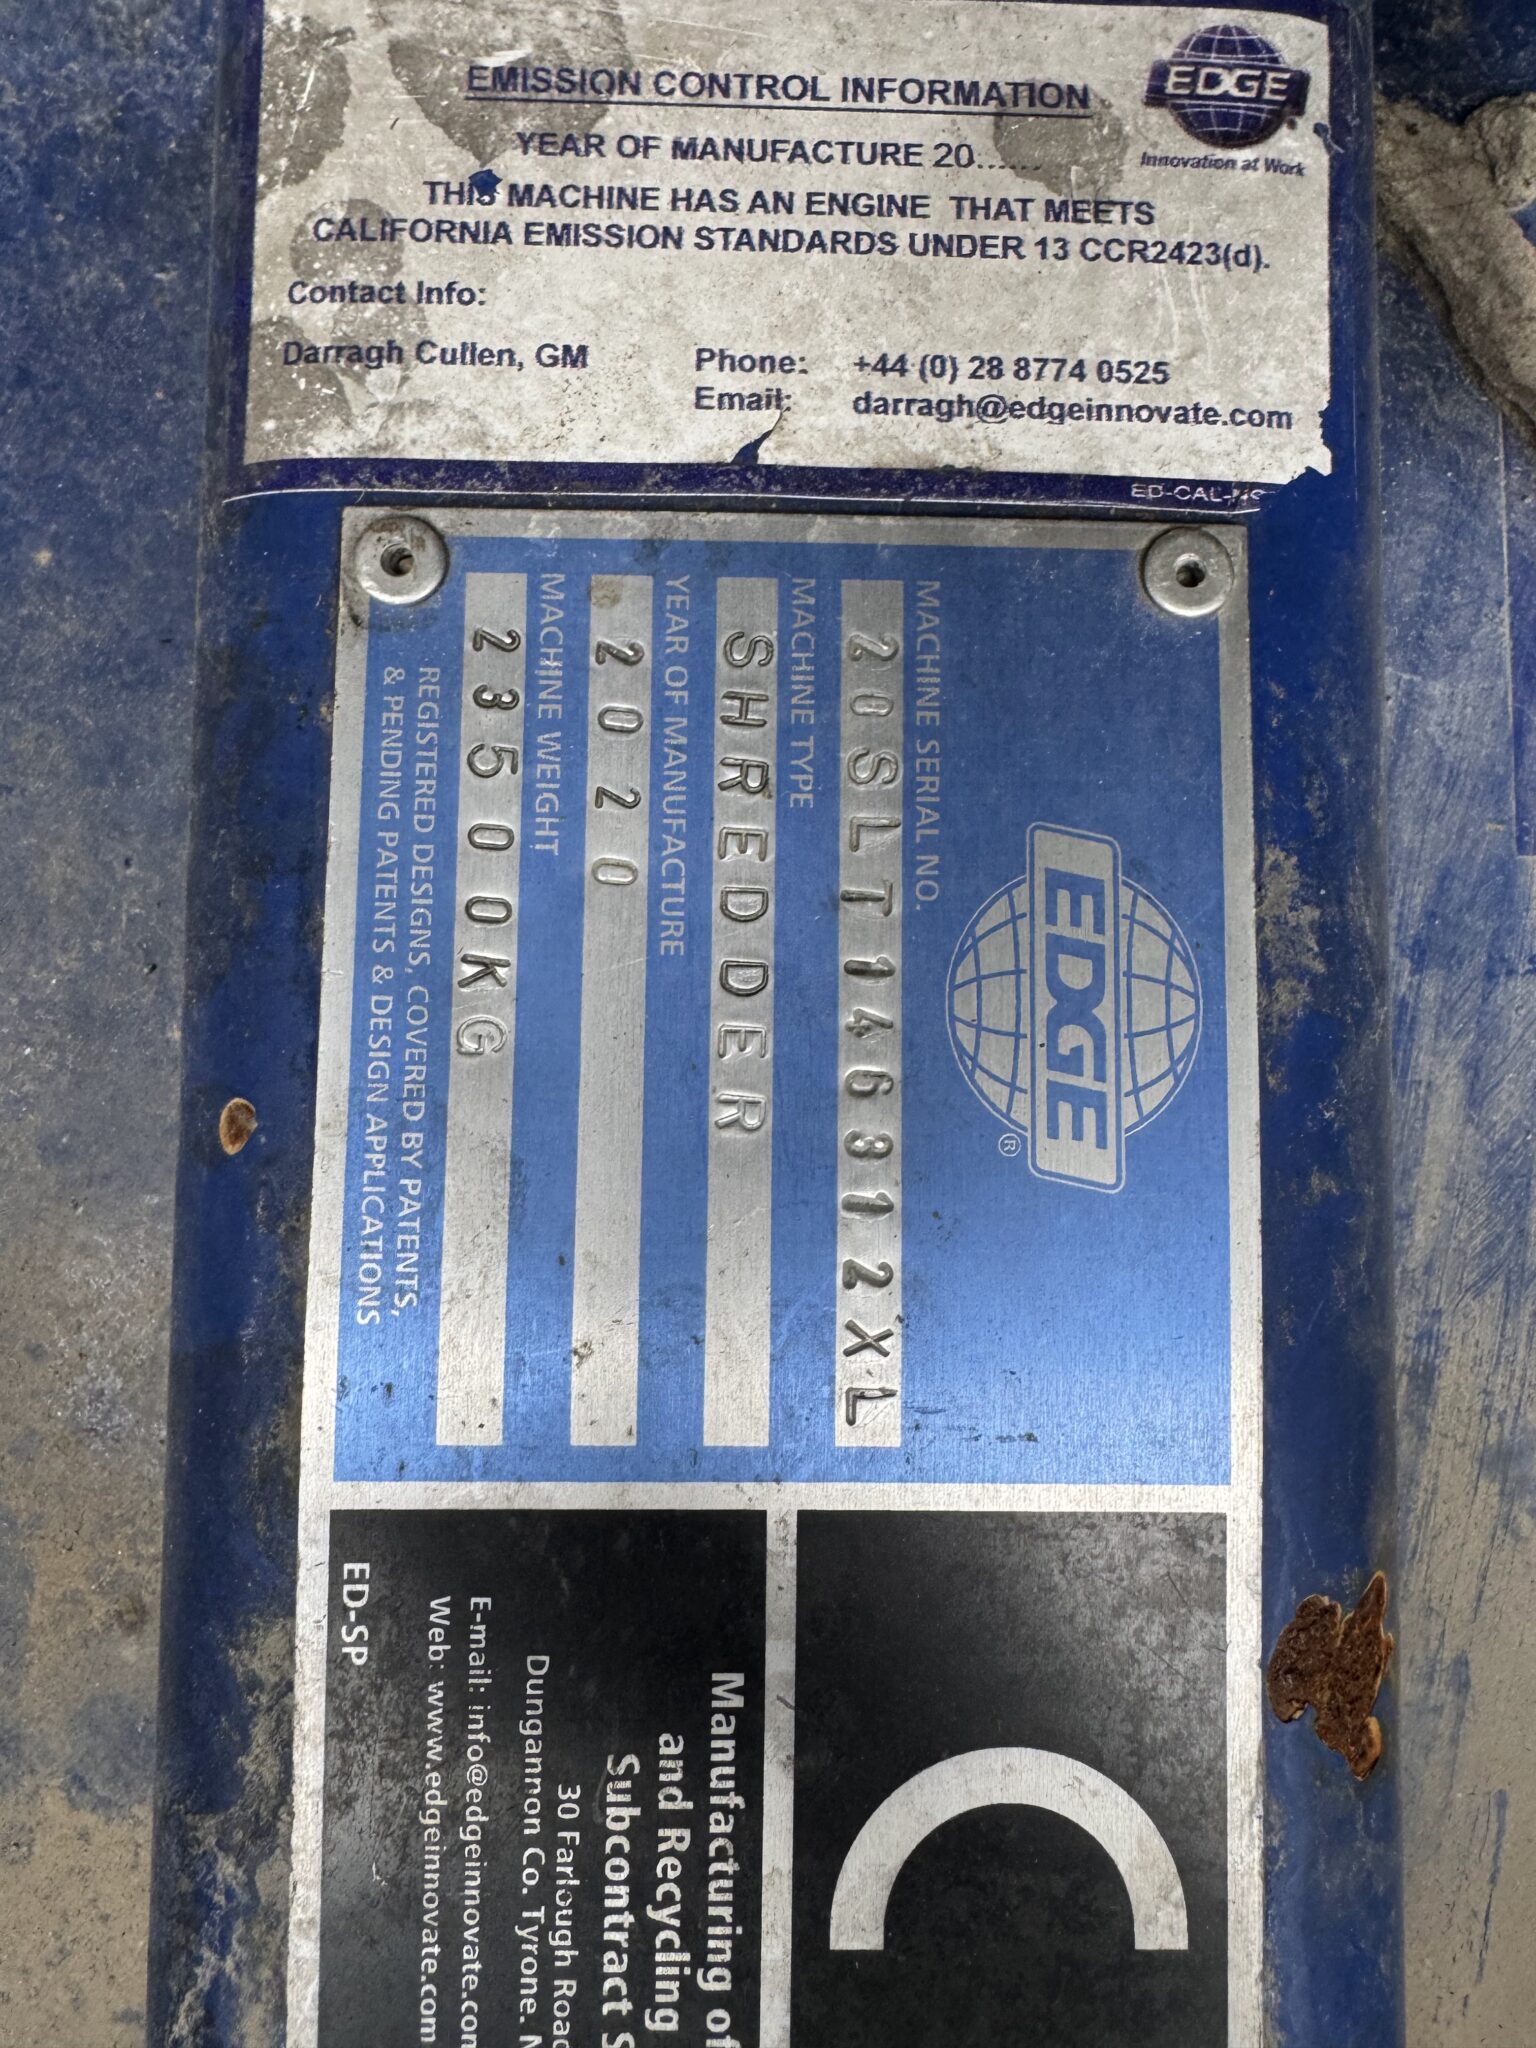 EMISSION CONTROL INFORMATION
EDGE
Innovation at Work
YEAR OF MANUFACTURE 20......
THIS MACHINE HAS AN ENGINE THAT MEETS
CALIFORNIA EMISSION STANDARDS UNDER 13 CCR2423(d).
Contact Info:
Darragh Cullen, GM
Phone: +44 (0) 28 8774 0525
Email: darragh@edgeinnovate.com
EDGE®
MACHINE SERIAL NO.
20SLT146812XL
MACHINE TYPE
SHREDDER
YEAR OF MANUFACTURE
2020
MACHINE WEIGHT
23500KG
REGISTERED DESIGNS, COVERED BY PATENTS,
& PENDING PATENTS & DESIGN APPLICATIONS
Manufacturing of
and Recycling
Subcontract S
30 Farlough Road
Dungannon Co. Tyrone. N
E-mail: info@edgeinnovate.com
Web: www.edgeinnovate.com
ED-SP